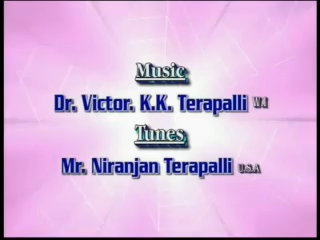 Music
Dr. Victor. K.K. Terapalli W.I
Tunes
Mr. Niranjan Terapalli U.S.A